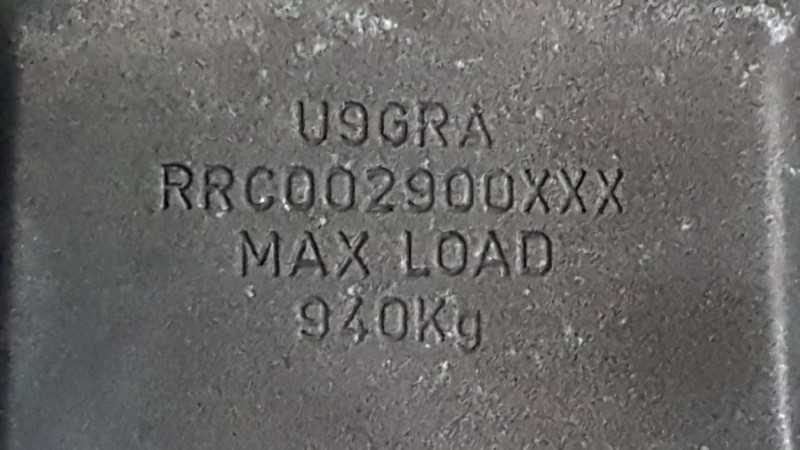 U9GRA
RRC002900XXX
MAX LOAD
940Kg